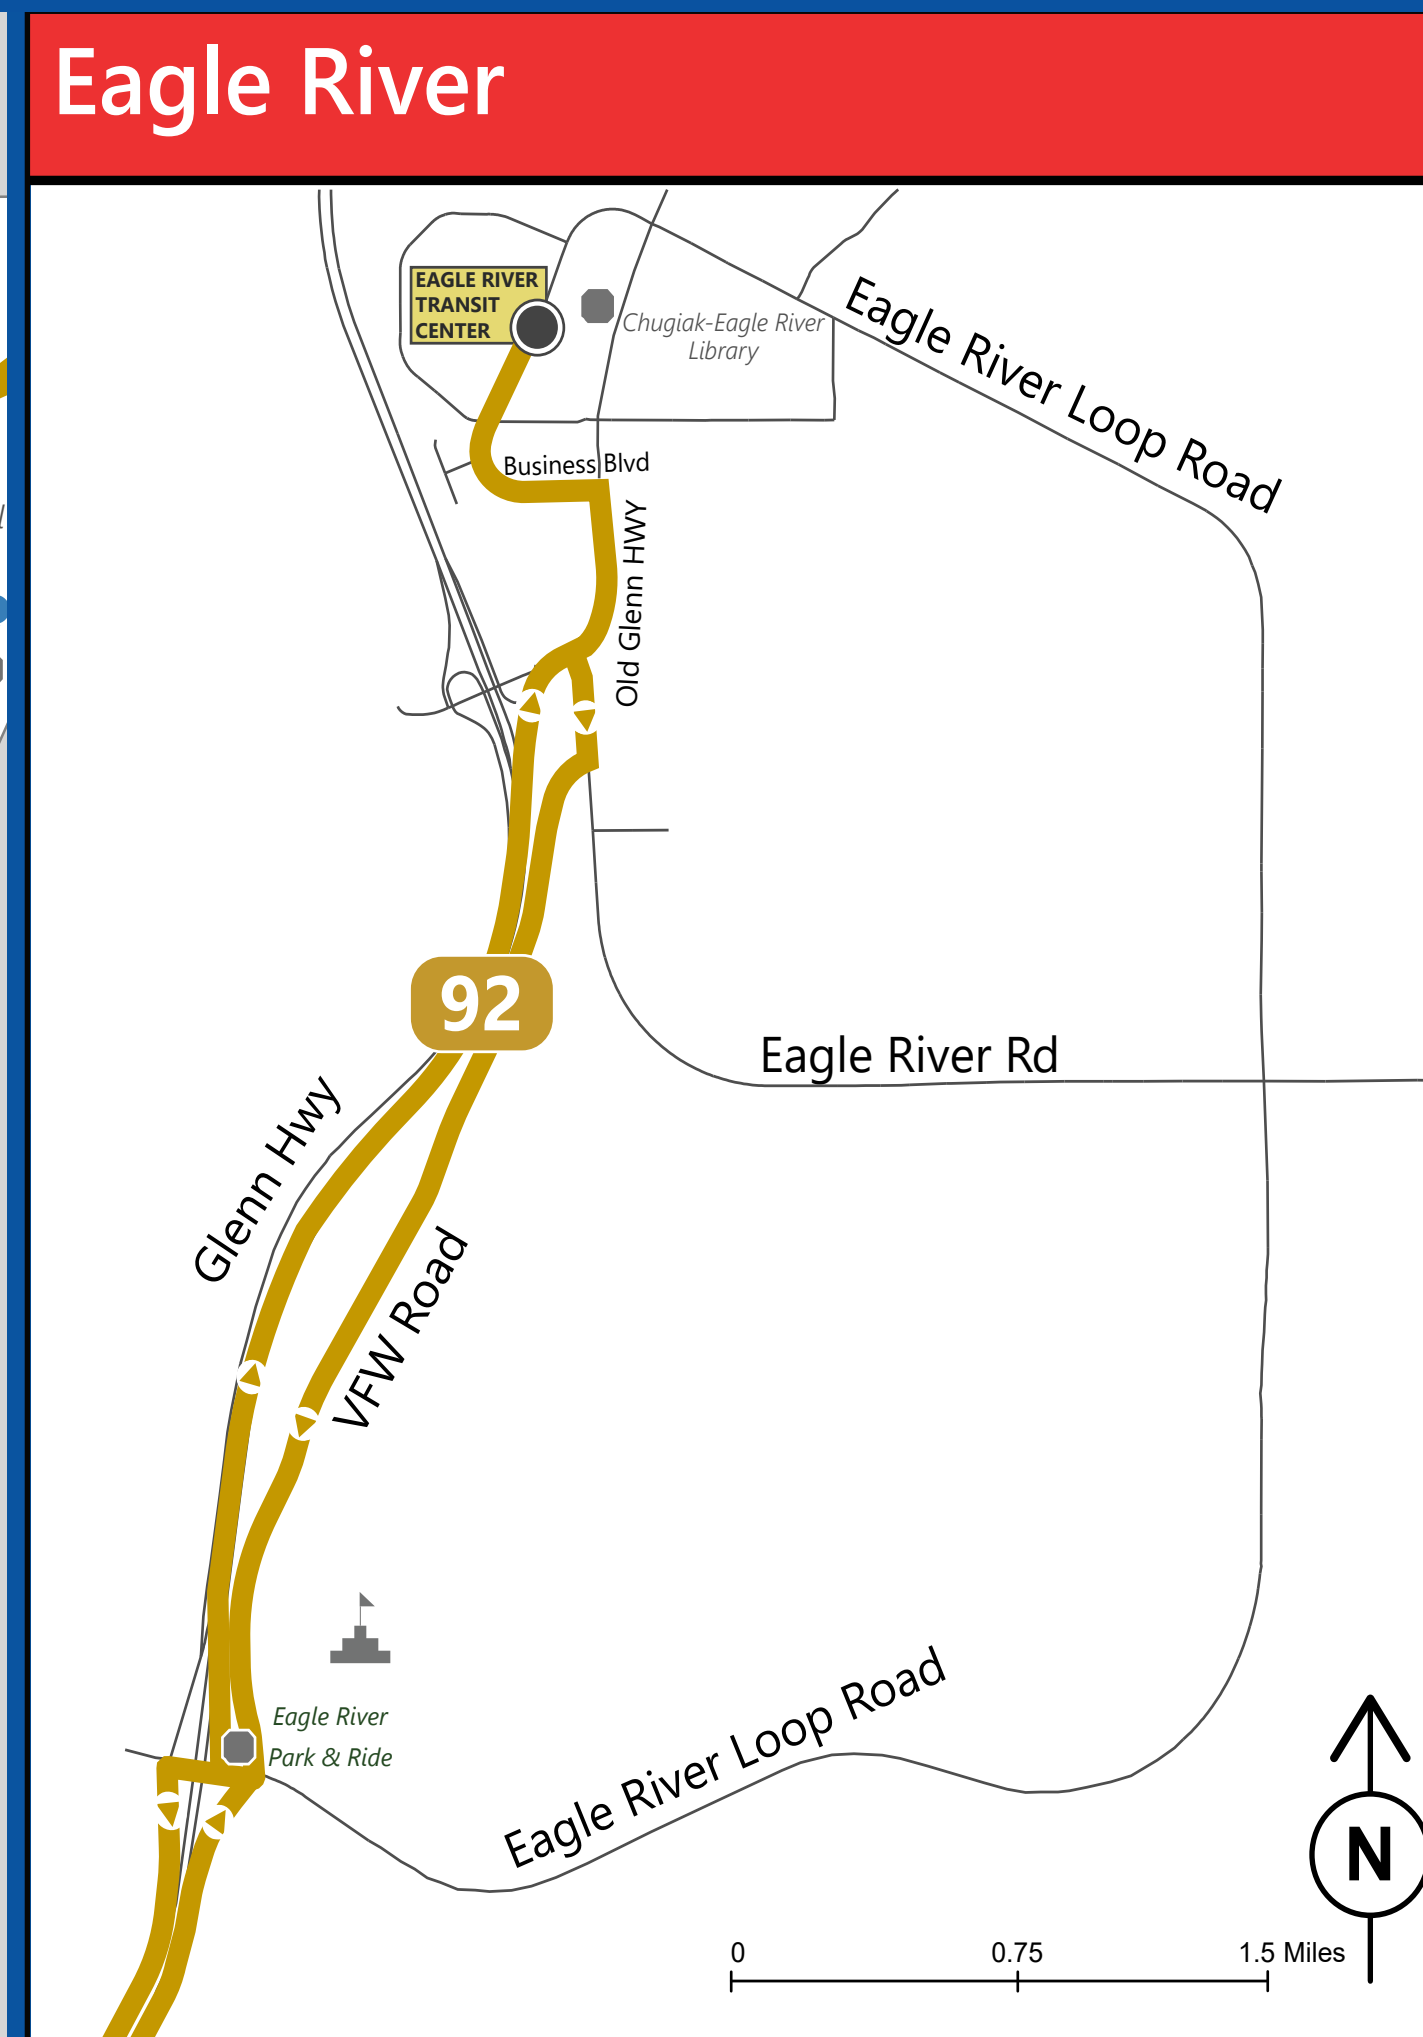 Eagle River
EAGLE RIVER
TRANSIT
CENTER
Chugiak-Eagle River
Library
Eagle River Loop Road
Business Blvd
Old Glenn HWY
92
Eagle River Rd
Glenn Hwy
VFW Road
Eagle River
Park & Ride
Eagle River Loop Road
N
0 0.75 1.5 Miles